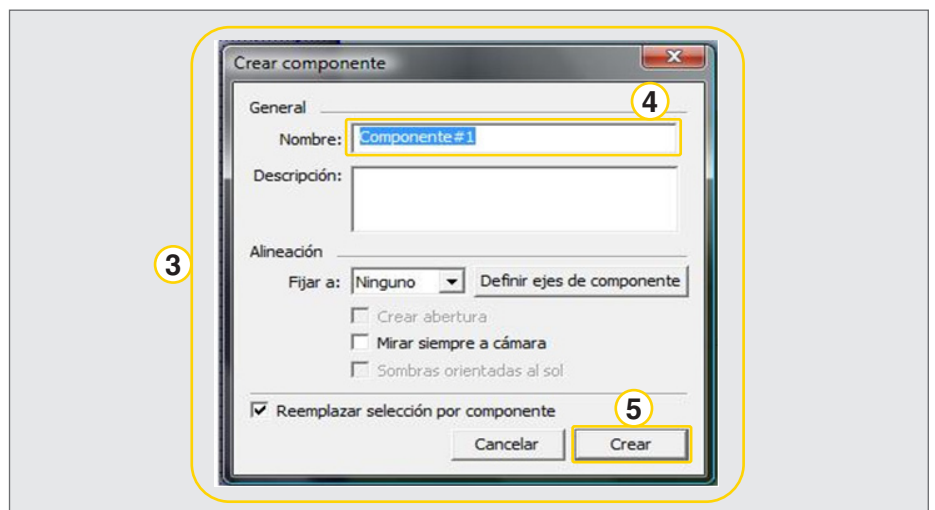 Crear componente
General
4
Nombre: Componente#1
Descripción:
Alineación
3
Fijar a: Ninguno Definir ejes de componente
Crear abertura
Mirar siempre a cámara
Sombras orientadas al sol
Reemplazar selección por componente
5
Cancelar Crear